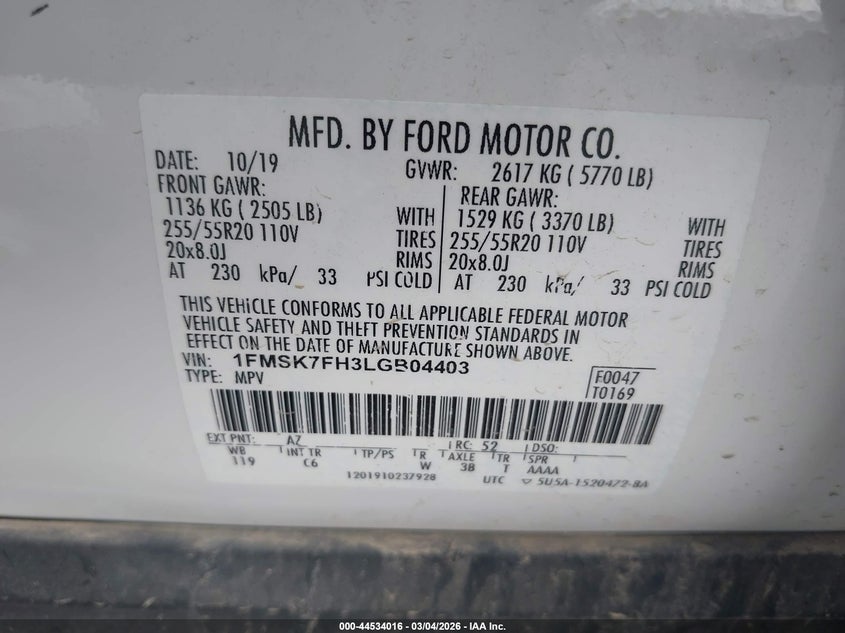 MFD. BY FORD MOTOR CO.
DATE: 10/19 GVWR: 2617 KG ( 5770 LB)
FRONT GAWR: REAR GAWR:
1136 KG ( 2505 LB) WITH 1529 KG ( 3370 LB) WITH
255/55R20 110V TIRES 255/55R20 110V TIRES
20x8.0J RIMS 20x8.0J RIMS
AT 230 kPa/ 33 PSI COLD AT 230 kPa/ 33 PSI COLD
THIS VEHICLE CONFORMS TO ALL APPLICABLE FEDERAL MOTOR
VEHICLE SAFETY AND THEFT PREVENTION STANDARDS IN
EFFECT ON THE DATE OF MANUFACTURE SHOWN ABOVE.
VIN: 1FMSK7FH3LGB04403 F0047
TYPE: MPV T0169
EXT PNT: AZ RC: 52 DSO:
WB INT TR TP/PS R AXLE TR SPR
119 C6 W 3B T AAAA
1201910237928 UTC 5U5A-1520472-8A
000-44534016 - 03/04/2026 - IAA Inc.